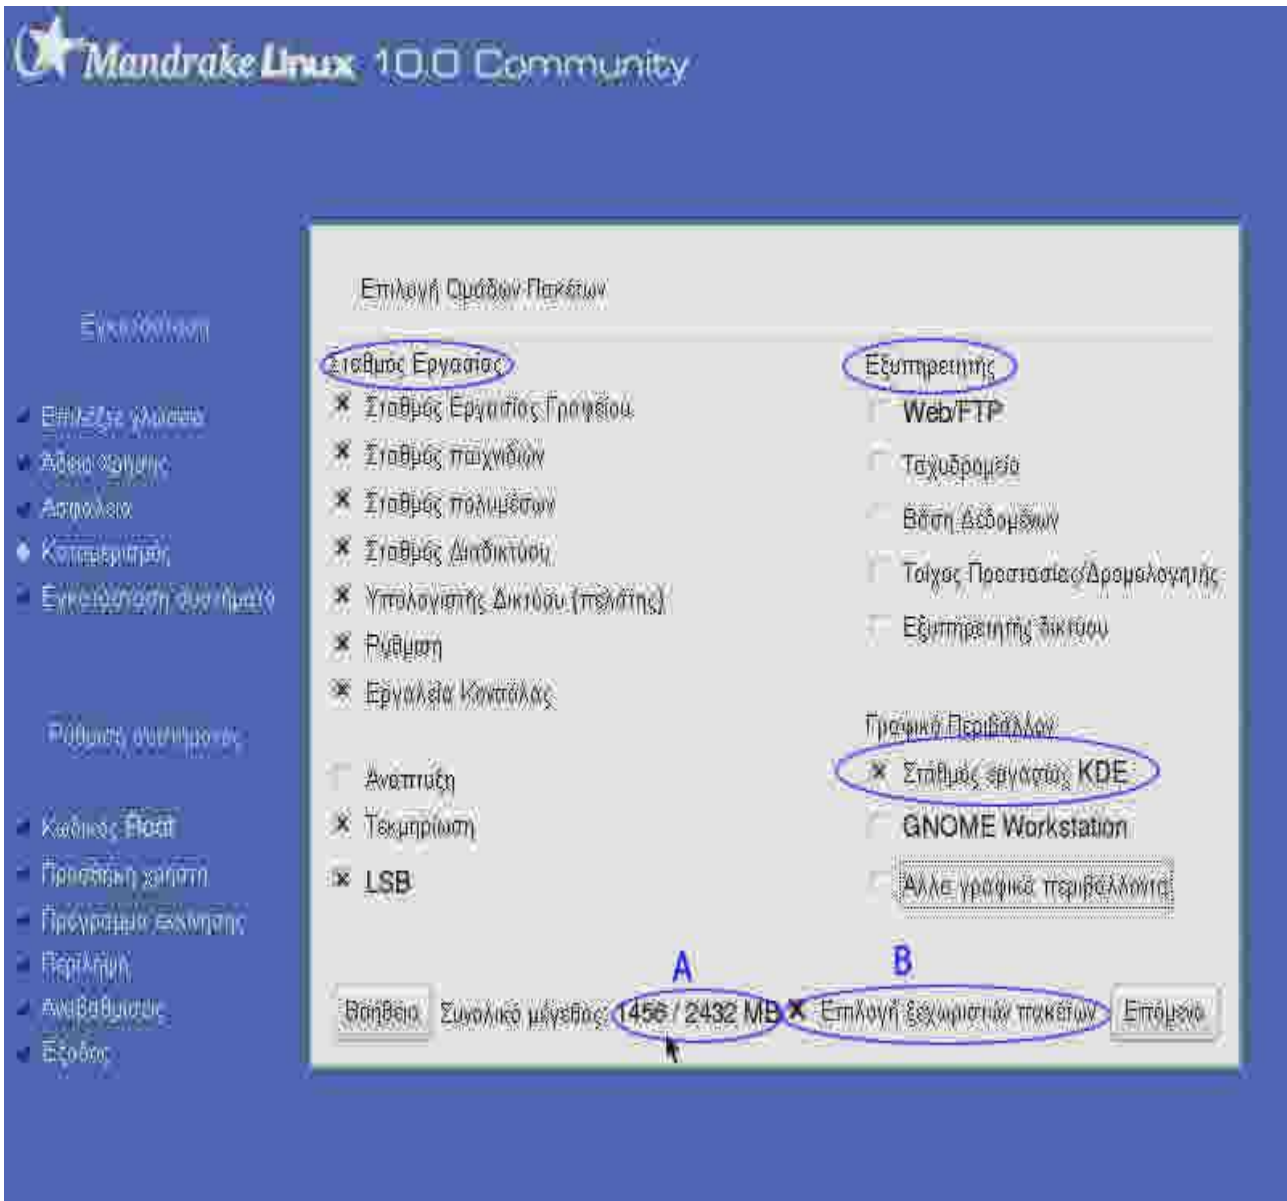 Mandrake Linux 10.0 Community
Εγκατάσταση
Επιλέξτε γλώσσα
Άδεια Χρήσης
Ασφάλεια
Καταμερισμός
Εγκατάσταση συστήματο
Ρύθμιση συστήματος
Κωδικός Root
Προσθήκη χρήστη
Πρόγραμμα εκκίνησης
Περίληψη
Αναβαθμίσεις
Έξοδος
Επιλογή Ομάδων Πακέτων
Σταθμός Εργασίας
Σταθμός Εργασίας Γραφείου
Σταθμός παιχνιδιών
Σταθμός πολυμέσων
Σταθμός Διαδικτύου
Υπολογιστής Δικτύου (πελάτης)
Ρύθμιση
Εργαλεία Κονσόλας
Ανάπτυξη
Τεκμηρίωση
LSB
Εξυπηρετητής
Web/FTP
Ταχυδρομείο
Βάση Δεδομένων
Τοίχος Προστασίας/Δρομολογητής
Εξυπηρετητής δικτύου
Γραφικό Περιβάλλον
Σταθμός εργασίας KDE
GNOME Workstation
Άλλα γραφικά περιβάλλοντα
A B
Βοήθεια Συνολικό μέγεθος: 1456 / 2432 MB Επιλογή ξεχωριστών πακέτων Επόμενο